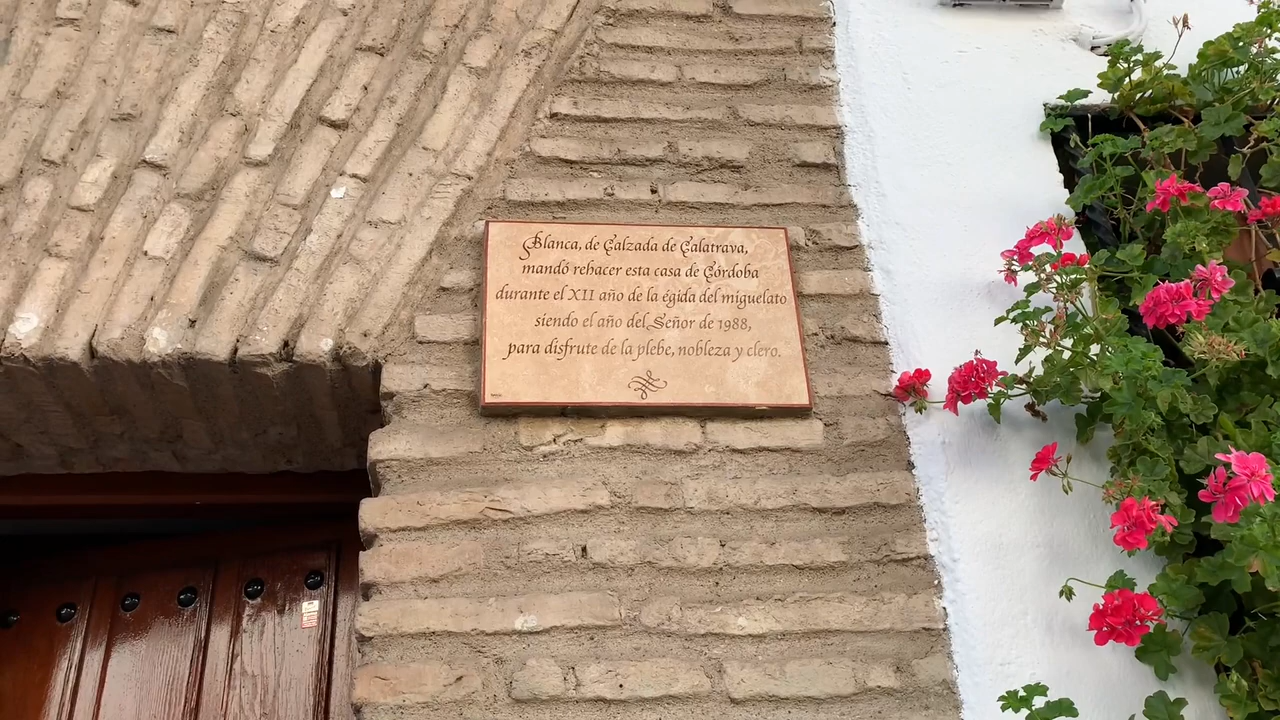 Blanca, de Calzada de Calatrava,
mandó rehacer esta casa de Córdoba
durante el XII año de la égida del miguelato
siendo el año del Señor de 1988,
para disfrute de la plebe, nobleza y clero.